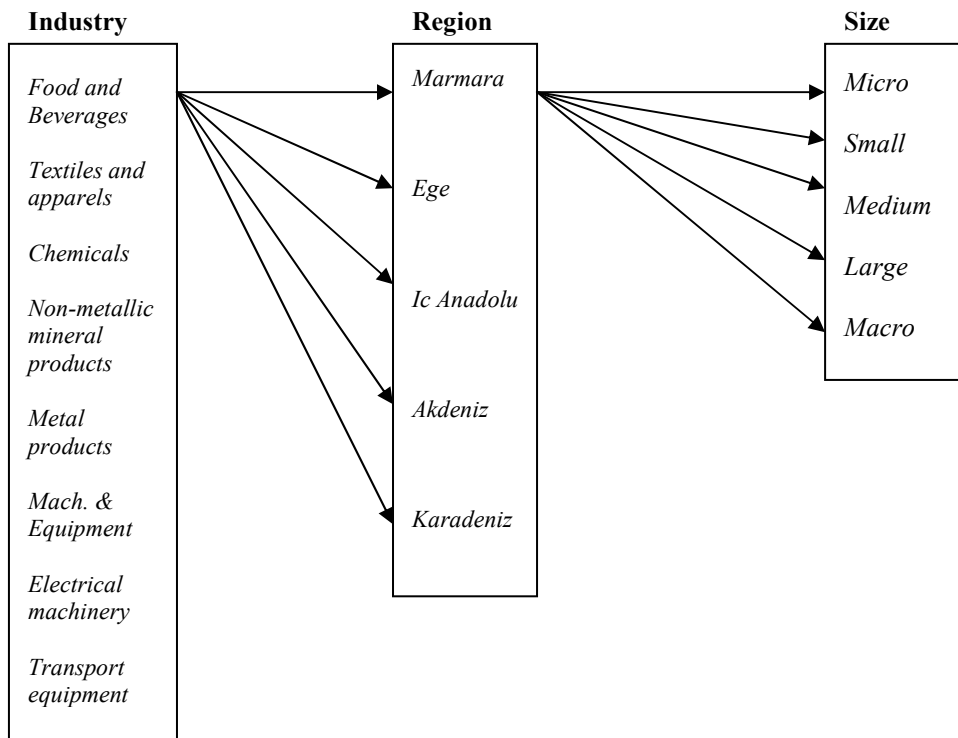 Industry
Region
Size
Food and
Beverages
Textiles and
apparels
Chemicals
Non-metallic
mineral
products
Metal
products
Mach. &
Equipment
Electrical
machinery
Transport
equipment
Marmara
Ege
Ic Anadolu
Akdeniz
Karadeniz
Micro
Small
Medium
Large
Macro